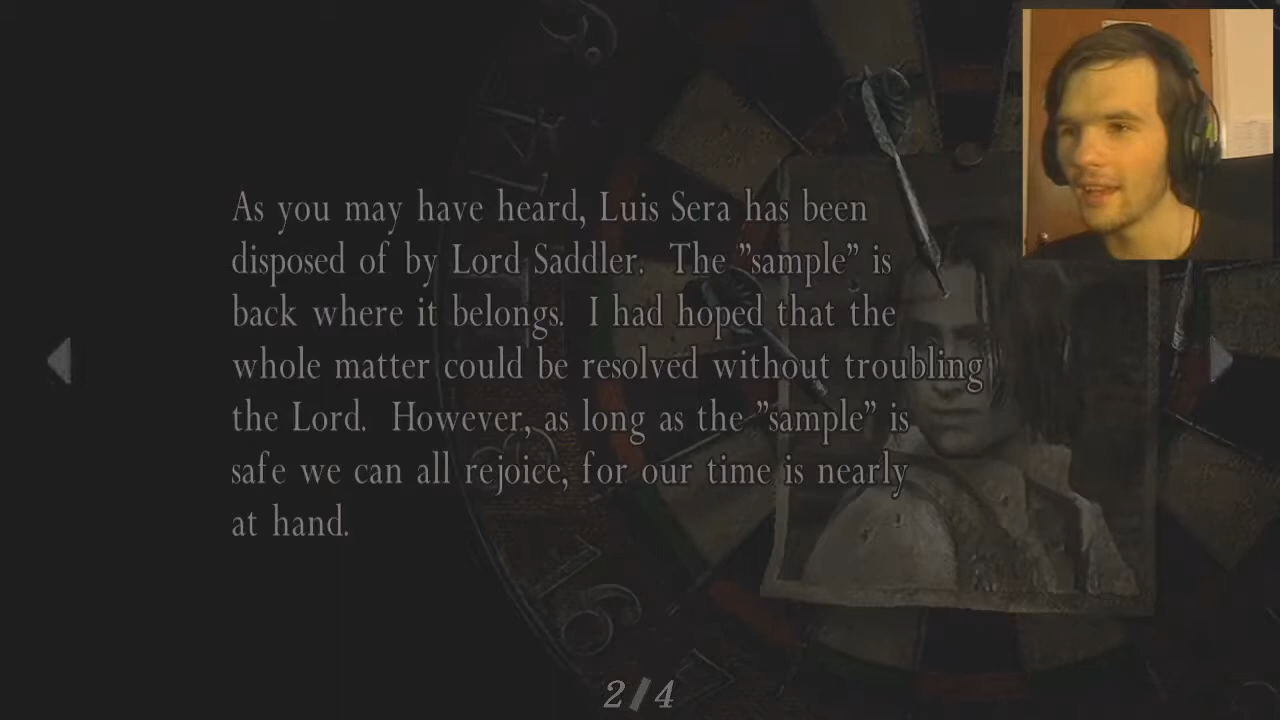 As you may have heard, Luis Sera has been
disposed of by Lord Saddler. The "sample" is
back where it belongs. I had hoped that the
whole matter could be resolved without troubling
the Lord. However, as long as the "sample" is
safe we can all rejoice, for our time is nearly
at hand.
2/4